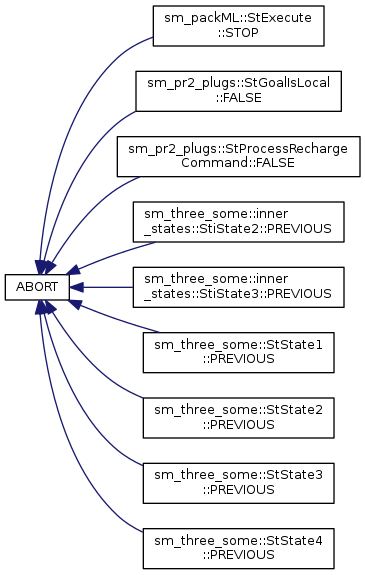 sm_packML::StExecute
::STOP
sm_pr2_plugs::StGoalIsLocal
::FALSE
sm_pr2_plugs::StProcessRecharge
Command::FALSE
sm_three_some::inner
_states::StiState2::PREVIOUS
ABORT
sm_three_some::inner
_states::StiState3::PREVIOUS
sm_three_some::StState1
::PREVIOUS
sm_three_some::StState2
::PREVIOUS
sm_three_some::StState3
::PREVIOUS
sm_three_some::StState4
::PREVIOUS